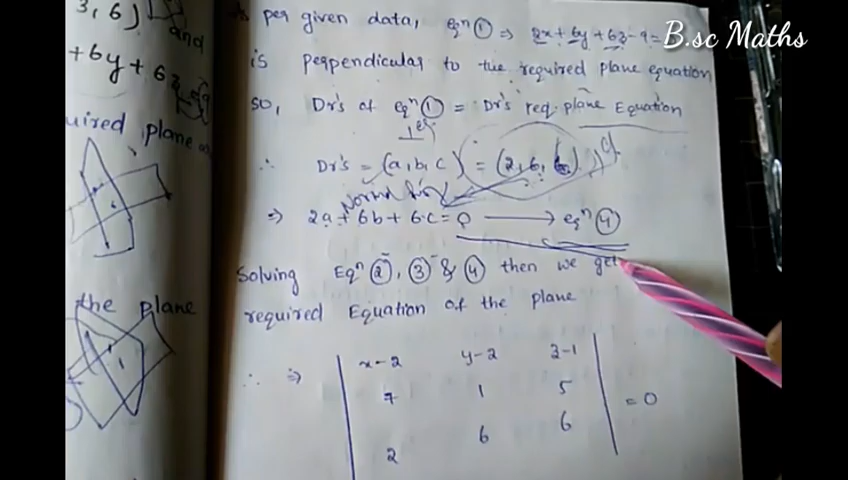 3, 6) and
+6y + 6z
quired plane
the plane
As per given data, eqⁿ ① ⇒ 2x + 6y + 6z - 9 =
B.sc Maths
is perpendicular to the required plane equation
so, Dr's of eqⁿ ① = Dr's req. plane Equation
∴ Dr's = (a, b, c) = (2, 6, 6)
⇒ 2a + 6b + 6c = 0 → eqⁿ ④
Solving Eqⁿ ②, ③ & ④ then we get
required Equation of the plane
∴ ⇒ | x-2 y-2 z-1 |
7 1 5 = 0
2 6 6